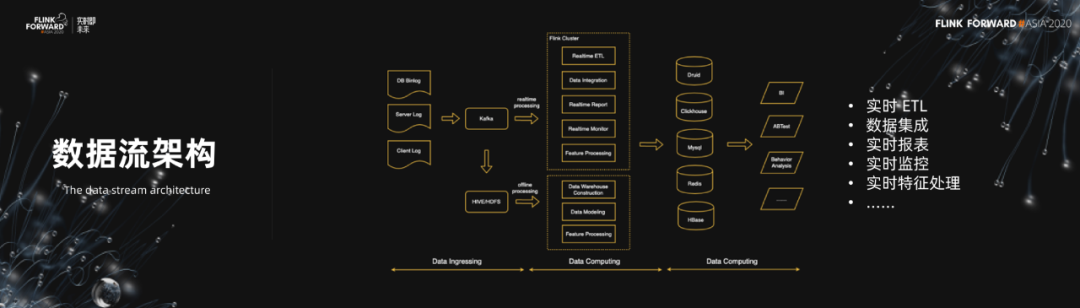 FLINK
FORWARD
#ASIA 2020
实时即
未来
FLINK FORWARD #ASIA 2020
数据流架构
The data stream architecture
DB Binlog
Server Log
Client Log
Kafka
HIVE/HDFS
realtime
processing
offline
processing
Flink Cluster
Realtime ETL
Data Integration
Realtime Report
Realtime Monitor
Feature Processing
Data Warehouse
Construction
Data Modeling
Feature Processing
Druid
Clickhouse
Mysql
Redis
HBase
BI
ABTest
Behavior
Analysis
......
Data Ingressing
Data Computing
Data Computing
• 实时 ETL
• 数据集成
• 实时报表
• 实时监控
• 实时特征处理
• ......